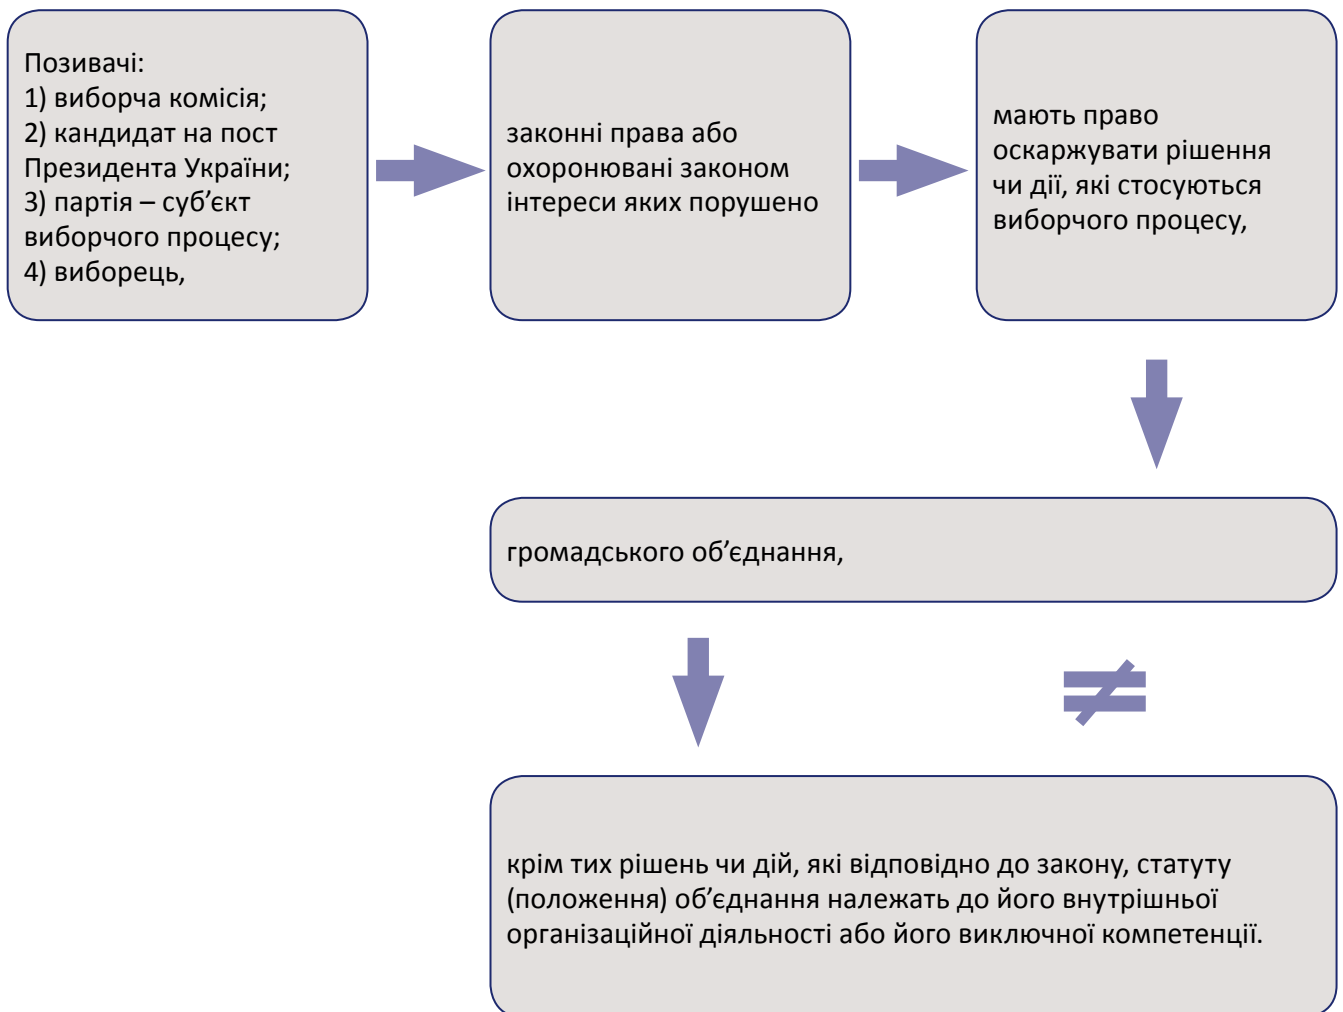 Позивачі:
1) виборча комісія;
2) кандидат на пост
Президента України;
3) партія – суб’єкт
виборчого процесу;
4) виборець,
законні права або
охоронювані законом
інтереси яких порушено
мають право
оскаржувати рішення
чи дії, які стосуються
виборчого процесу,
громадського об’єднання,
крім тих рішень чи дій, які відповідно до закону, статуту
(положення) об’єднання належать до його внутрішньої
організаційної діяльності або його виключної компетенції.